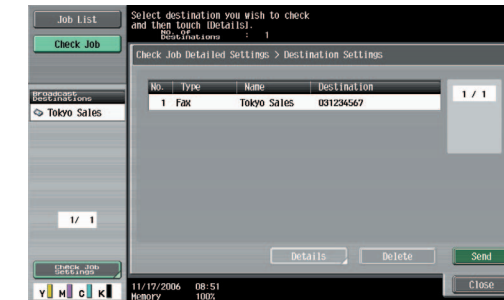 Job List
Select destination you wish to check
and then touch [Details].
No. of
Destinations : 1
Check Job
Check Job Detailed Settings > Destination Settings
No. Type Name Destination
1 Fax Tokyo Sales 031234567
1 / 1
Broadcast
Destinations
Tokyo Sales
1/ 1
Details
Delete
Send
Check Job
Settings
Close
Y M C K
11/17/2006 08:51
Memory 100%